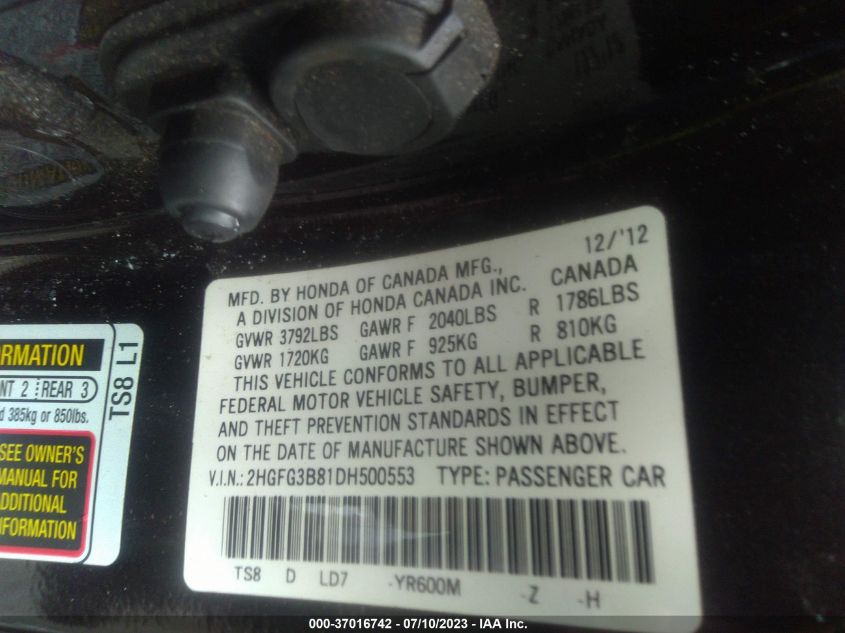 12/'12
MFD. BY HONDA OF CANADA MFG.,
A DIVISION OF HONDA CANADA INC. CANADA
GVWR 3792LBS GAWR F 2040LBS R 1786LBS
GVWR 1720KG GAWR F 925KG R 810KG
THIS VEHICLE CONFORMS TO ALL APPLICABLE
FEDERAL MOTOR VEHICLE SAFETY, BUMPER,
AND THEFT PREVENTION STANDARDS IN EFFECT
ON THE DATE OF MANUFACTURE SHOWN ABOVE.
V.I.N.: 2HGFG3B81DH500553 TYPE: PASSENGER CAR
TS8 D LD7 -YR600M -Z -H
RMATION
NT 2 REAR 3
d 385kg or 850lbs.
SEE OWNER'S
MANUAL FOR
ADDITIONAL
INFORMATION
TS8 L1
000-37016742 - 07/10/2023 - IAA Inc.